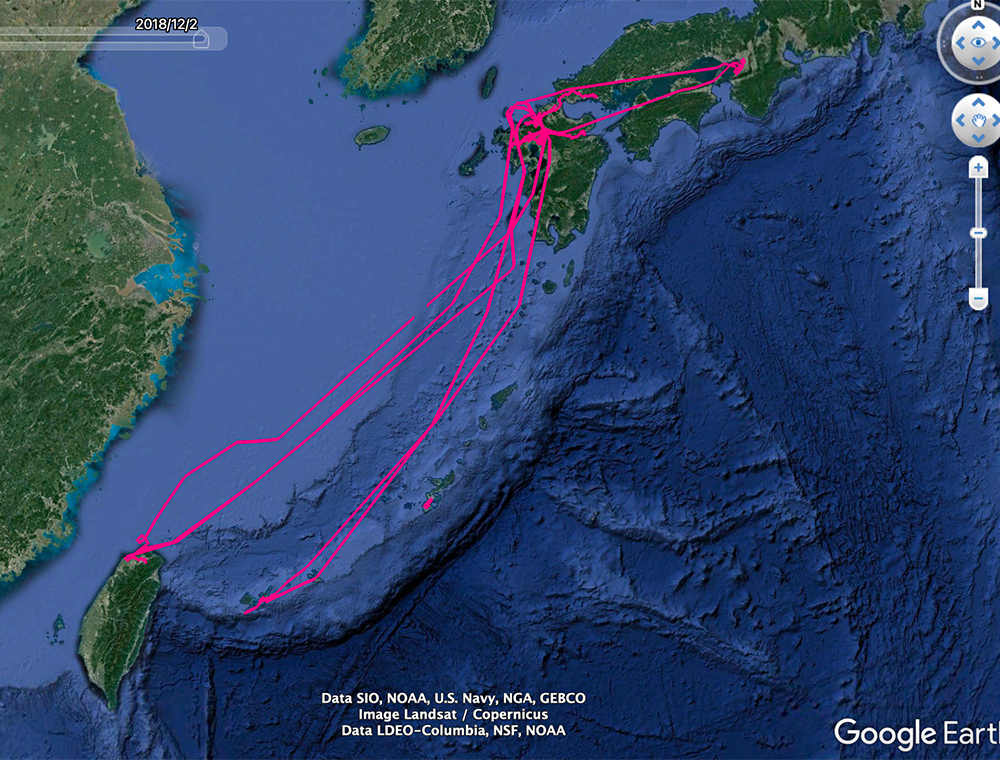 2018/12/2
N
Data SIO, NOAA, U.S. Navy, NGA, GEBCO
Image Landsat / Copernicus
Data LDEO-Columbia, NSF, NOAA
Google Earth